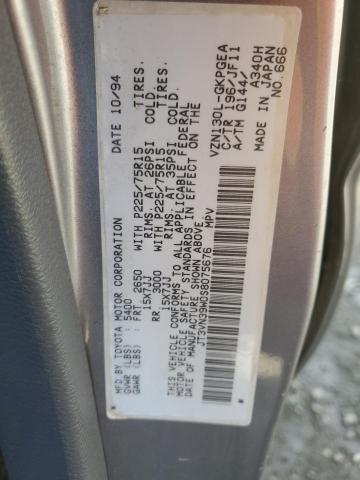 MFD. BY TOYOTA MOTOR CORPORATION DATE 10/94
GVWR (LBS) : 5400
GAWR (LBS) : FRT 2650 WITH P225/75R15 TIRES.
15X7JJ RIMS. AT 26PSI COLD.
RR 3000 WITH P225/75R15 TIRES.
15X7JJ RIMS. AT 35PSI COLD.
THIS VEHICLE CONFORMS TO ALL APPLICABLE FEDERAL
MOTOR VEHICLE SAFETY STANDARDS IN EFFECT ON THE
DATE OF MANUFACTURE SHOWN ABOVE.
JT3VN39W0S8075676 MPV
VZN130L-GKPGEA
C/TR 196/JF11
A/TM G144/ A340H
MADE IN JAPAN
NO.666